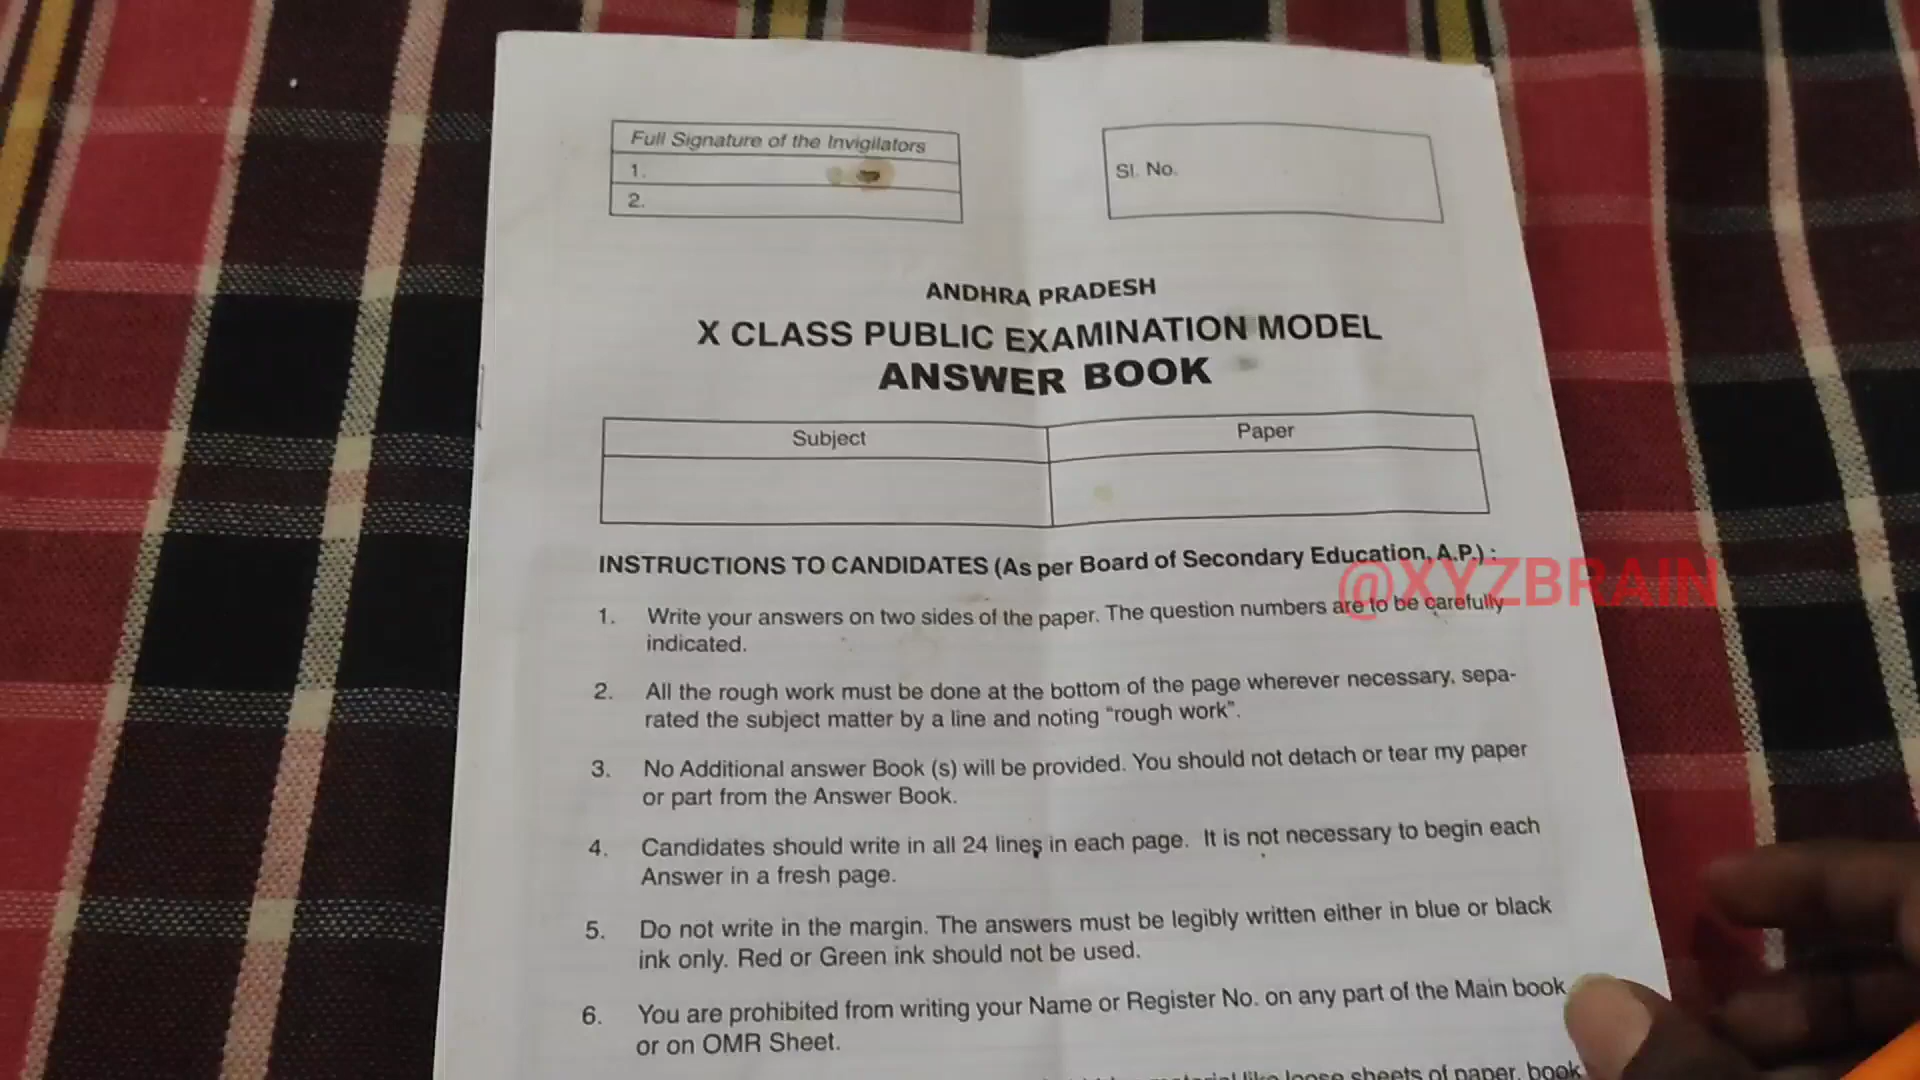 Full Signature of the Invigilators
1.
2.
Sl. No.
ANDHRA PRADESH
X CLASS PUBLIC EXAMINATION MODEL
ANSWER BOOK
Subject
Paper
INSTRUCTIONS TO CANDIDATES (As per Board of Secondary Education, A.P.) :
@XYZBRAIN
1. Write your answers on two sides of the paper. The question numbers are to be carefully
indicated.
2. All the rough work must be done at the bottom of the page wherever necessary, sepa-
rated the subject matter by a line and noting “rough work”.
3. No Additional answer Book (s) will be provided. You should not detach or tear my paper
or part from the Answer Book.
4. Candidates should write in all 24 lines in each page. It is not necessary to begin each
Answer in a fresh page.
5. Do not write in the margin. The answers must be legibly written either in blue or black
ink only. Red or Green ink should not be used.
6. You are prohibited from writing your Name or Register No. on any part of the Main book
or on OMR Sheet.
like loose sheets of paper, book